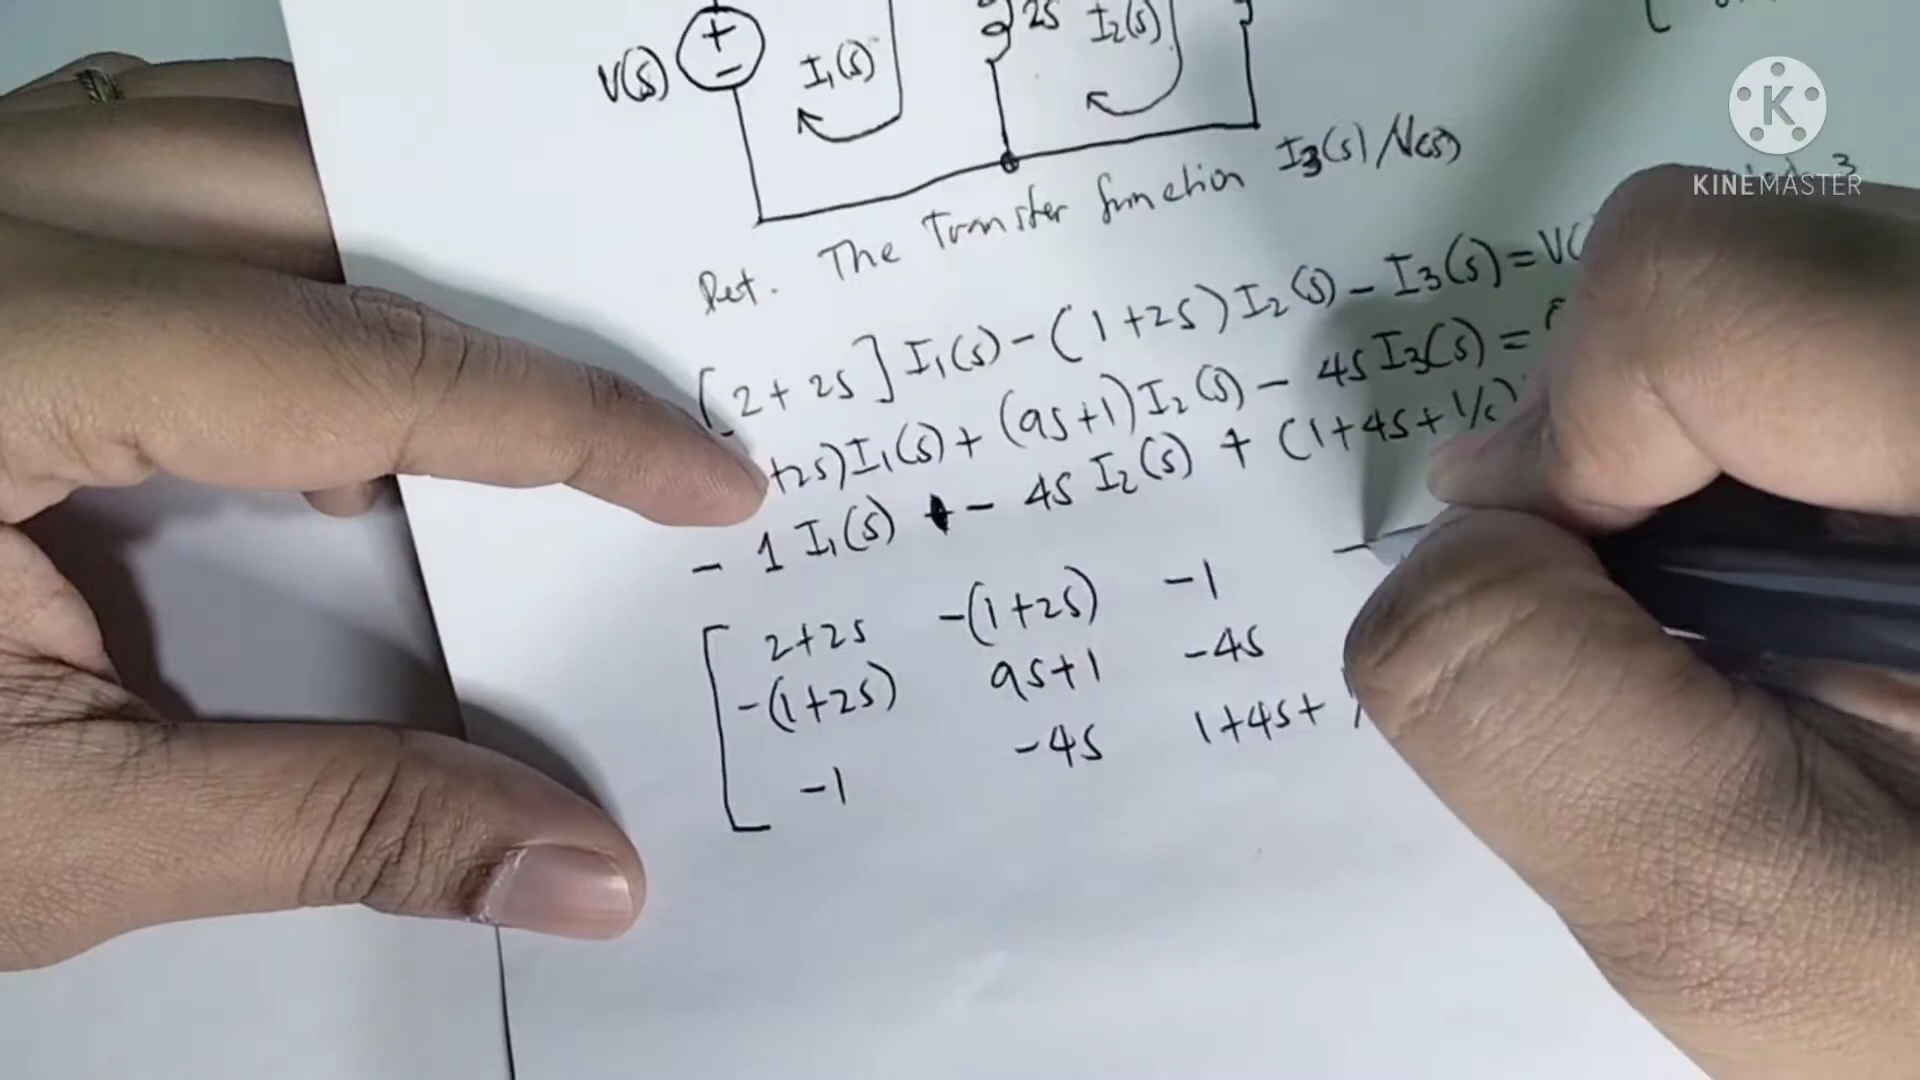 2s I₂(s)
V(s) + − I₁(s)
K
KINEMASTER
Det. The Transfer function I₃(s)/V(s)
[2+2s] I₁(s) - (1+2s) I₂(s) - I₃(s) = V(
+2s) I₁(s) + (9s+1) I₂(s) - 4s I₃(s) =
- 1 I₁(s) - 4s I₂(s) + (1+4s+1/s)
2+2s -(1+2s) -1
-(1+2s) 9s+1 -4s
-1 -4s 1+4s+